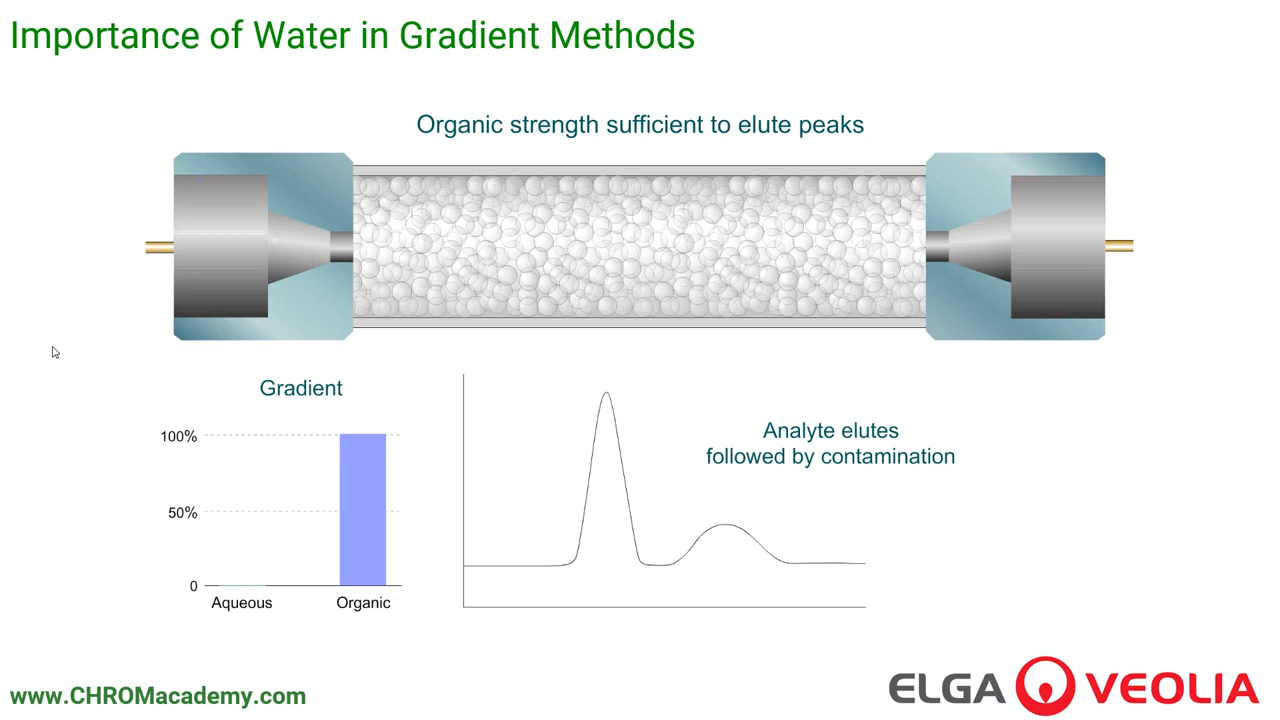 Importance of Water in Gradient Methods
Organic strength sufficient to elute peaks
Gradient
100%
50%
0
Aqueous Organic
Analyte elutes
followed by contamination
www.CHROMacademy.com
ELGA VEOLIA